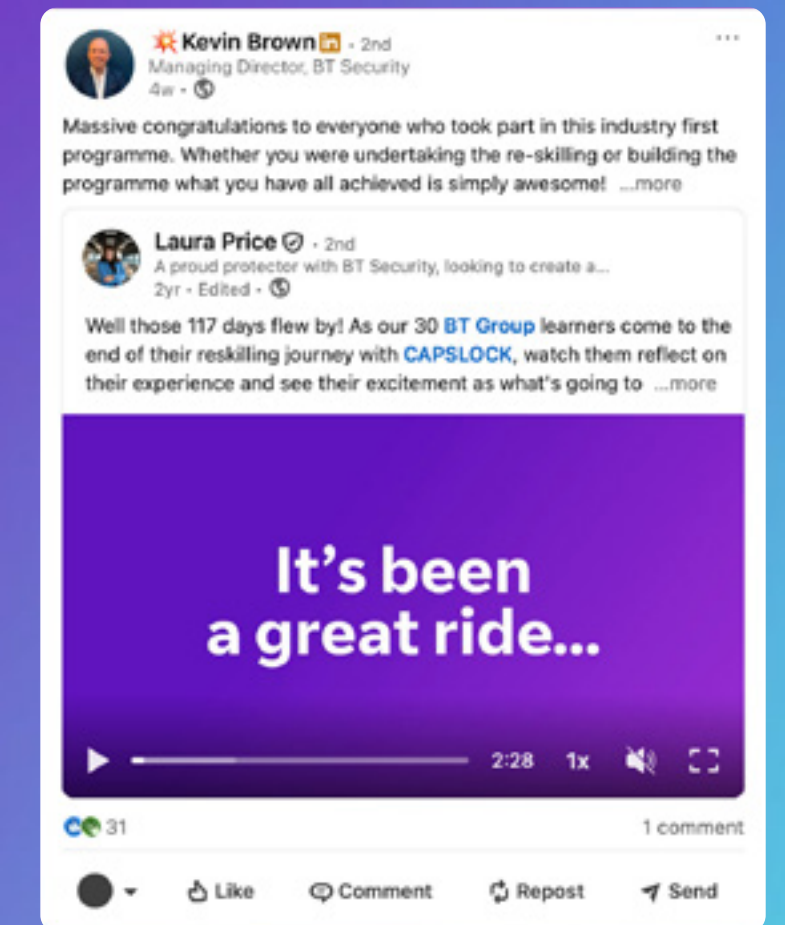 Kevin Brown in • 2nd
Managing Director, BT Security
4w •
Massive congratulations to everyone who took part in this industry first
programme. Whether you were undertaking the re-skilling or building the
programme what you have all achieved is simply awesome! ...more
Laura Price • 2nd
A proud protector with BT Security, looking to create a...
2yr • Edited •
Well those 117 days flew by! As our 30 BT Group learners come to the
end of their reskilling journey with CAPSLOCK, watch them reflect on
their experience and see their excitement as what's going to ...more
It's been
a great ride...
2:28 1x
31 1 comment
Like Comment Repost Send